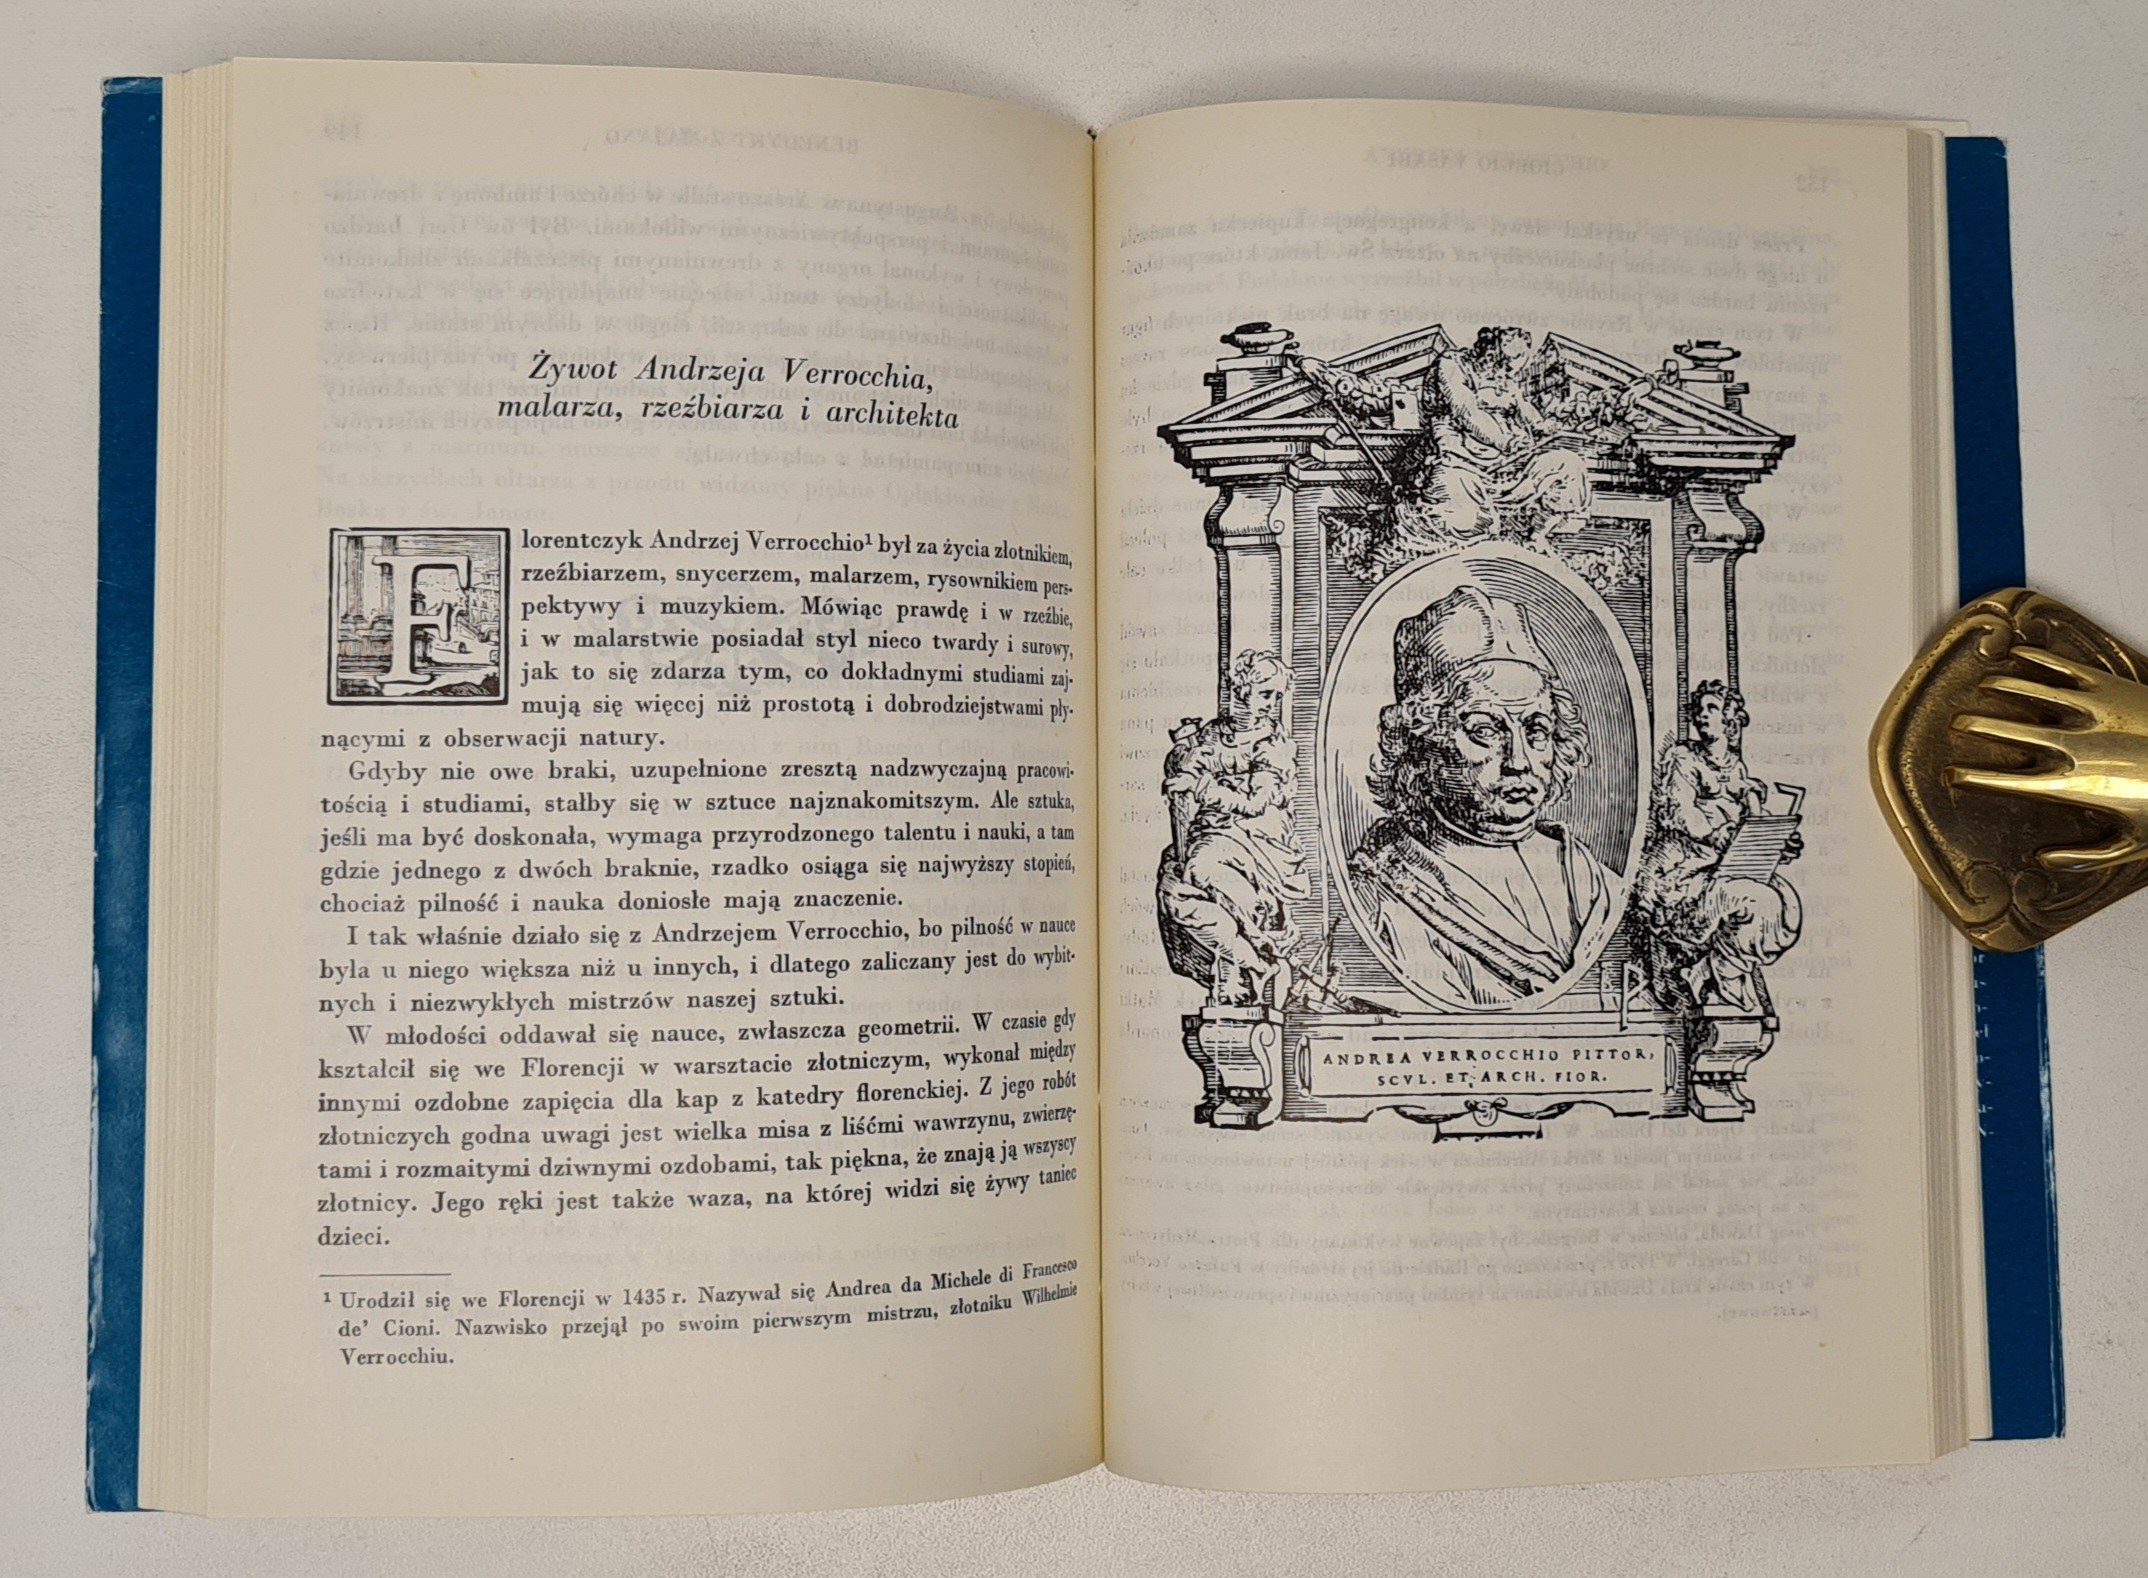 Żywot Andrzeja Verrocchia,
malarza, rzeźbiarza i architekta
Florentczyk Andrzej Verrocchio¹ był za życia złotnikiem,
rzeźbiarzem, snycerzem, malarzem, rysownikiem pers-
pektywy i muzykiem. Mówiąc prawdę i w rzeźbie,
i w malarstwie posiadał styl nieco twardy i surowy,
jak to się zdarza tym, co dokładnymi studiami zaj-
mują się więcej niż prostotą i dobrodziejstwami pły-
nącymi z obserwacji natury.
Gdyby nie owe braki, uzupełnione zresztą nadzwyczajną pracowi-
tością i studiami, stałby się w sztuce najznakomitszym. Ale sztuka,
jeśli ma być doskonała, wymaga przyrodzonego talentu i nauki, a tam
gdzie jednego z dwóch braknie, rzadko osiąga się najwyższy stopień,
chociaż pilność i nauka doniosłe mają znaczenie.
I tak właśnie działo się z Andrzejem Verrocchio, bo pilność w nauce
była u niego większa niż u innych, i dlatego zaliczany jest do wybit-
nych i niezwykłych mistrzów naszej sztuki.
W młodości oddawał się nauce, zwłaszcza geometrii. W czasie gdy
kształcił się we Florencji w warsztacie złotniczym, wykonał między
innymi ozdobne zapięcia dla kap z katedry florenckiej. Z jego robót
złotniczych godna uwagi jest wielka misa z liśćmi wawrzynu, zwierzę-
tami i rozmaitymi dziwnymi ozdobami, tak piękna, że znają ją wszyscy
złotnicy. Jego ręki jest także waza, na której widzi się żywy taniec
dzieci.
¹ Urodził się we Florencji w 1435 r. Nazywał się Andrea da Michele di Francesco
de' Cioni. Nazwisko przejął po swoim pierwszym mistrzu, złotniku Wilhelmie
Verrocchiu.
ANDREA VERROCCHIO PITTOR,
SCVL. ET. ARCH. FIOR.